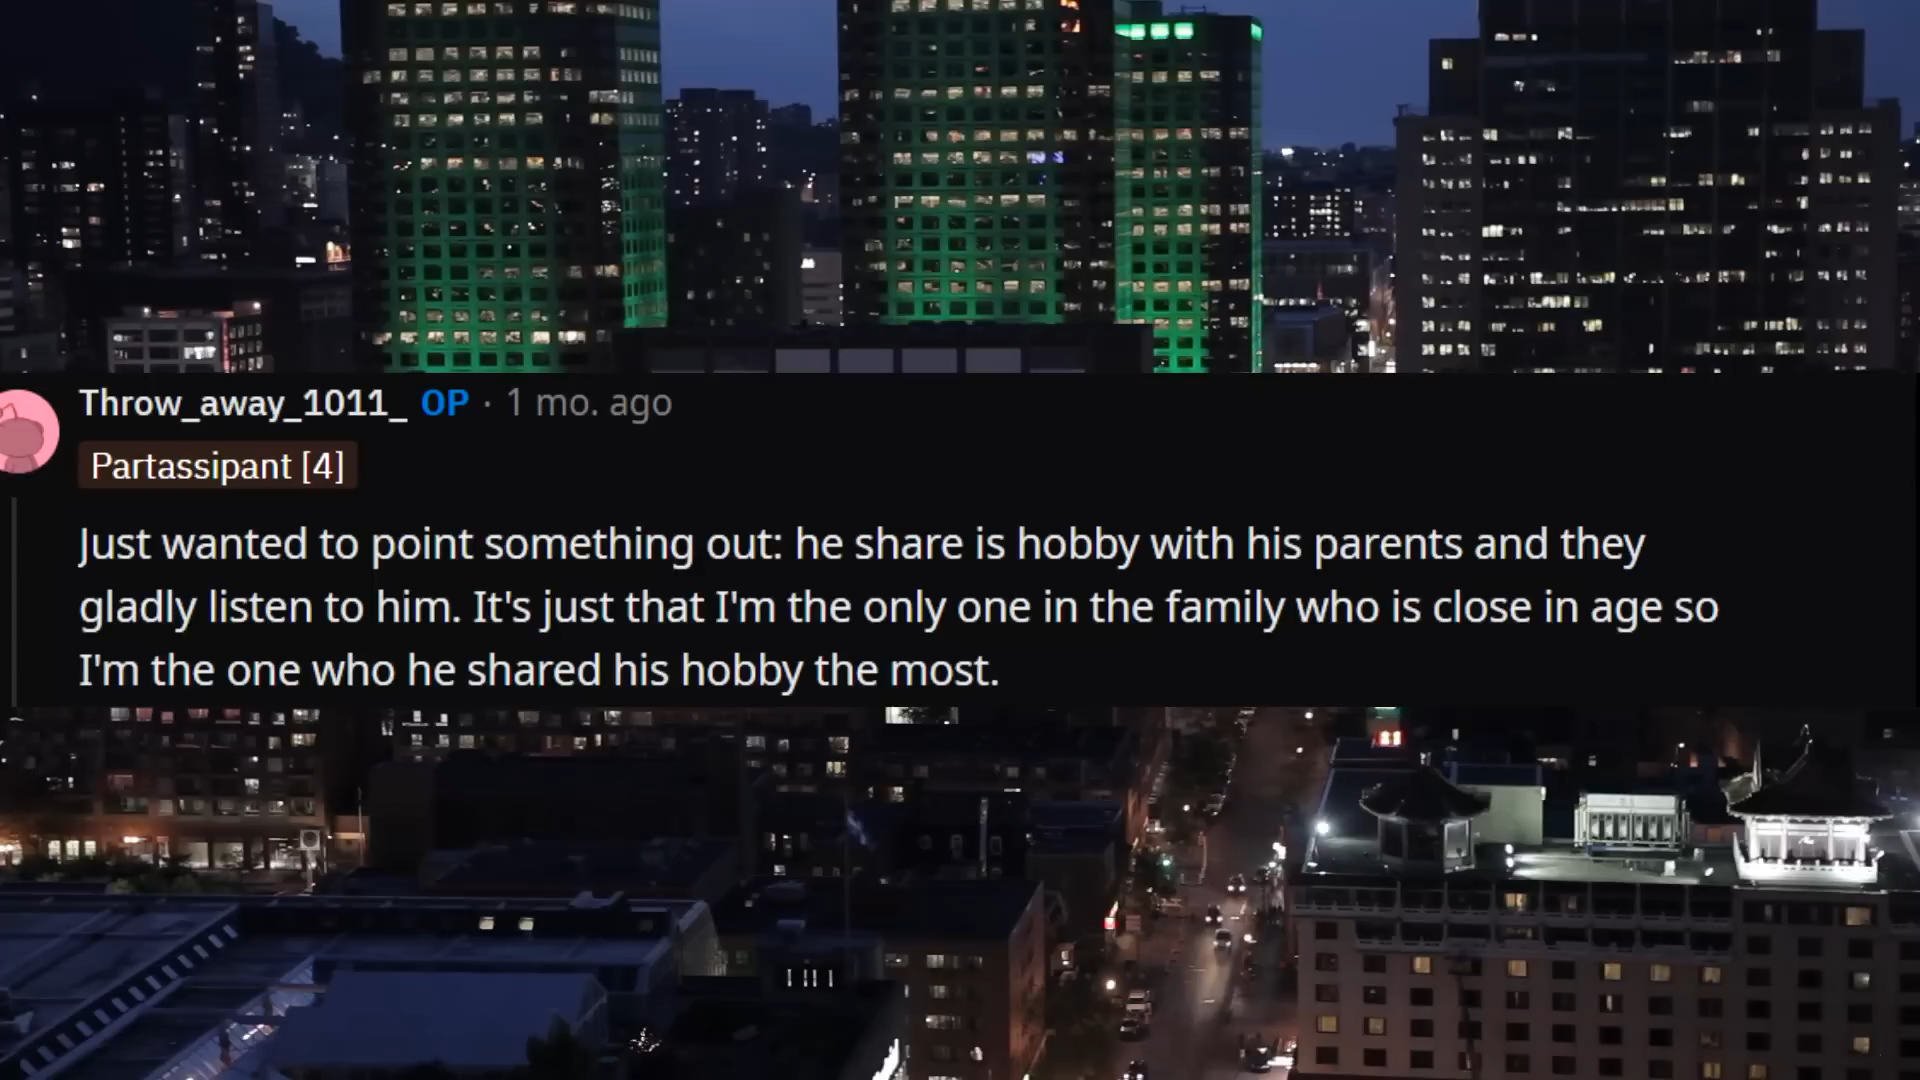 Throw_away_1011_ OP · 1 mo. ago
Partassipant [4]
Just wanted to point something out: he share is hobby with his parents and they
gladly listen to him. It's just that I'm the only one in the family who is close in age so
I'm the one who he shared his hobby the most.